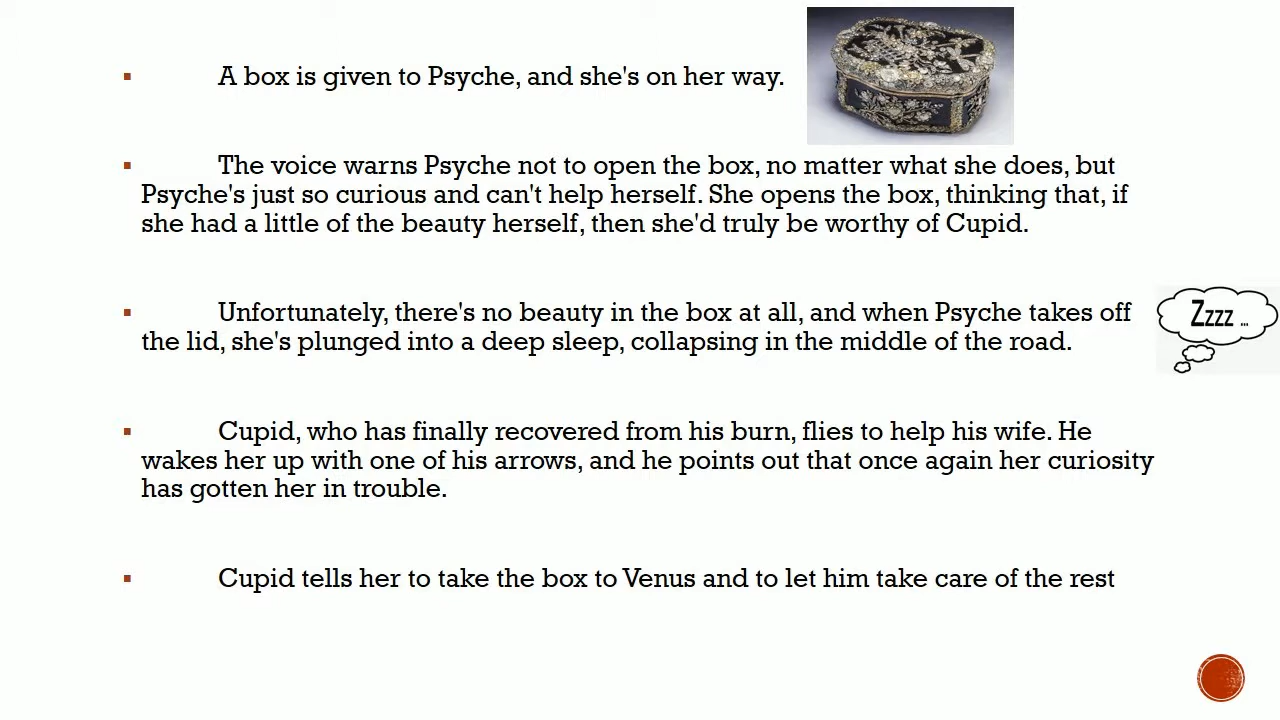 ▪ A box is given to Psyche, and she's on her way.
▪ The voice warns Psyche not to open the box, no matter what she does, but
Psyche's just so curious and can't help herself. She opens the box, thinking that, if
she had a little of the beauty herself, then she'd truly be worthy of Cupid.
▪ Unfortunately, there's no beauty in the box at all, and when Psyche takes off
the lid, she's plunged into a deep sleep, collapsing in the middle of the road.
Zzzz ...
▪ Cupid, who has finally recovered from his burn, flies to help his wife. He
wakes her up with one of his arrows, and he points out that once again her curiosity
has gotten her in trouble.
▪ Cupid tells her to take the box to Venus and to let him take care of the rest